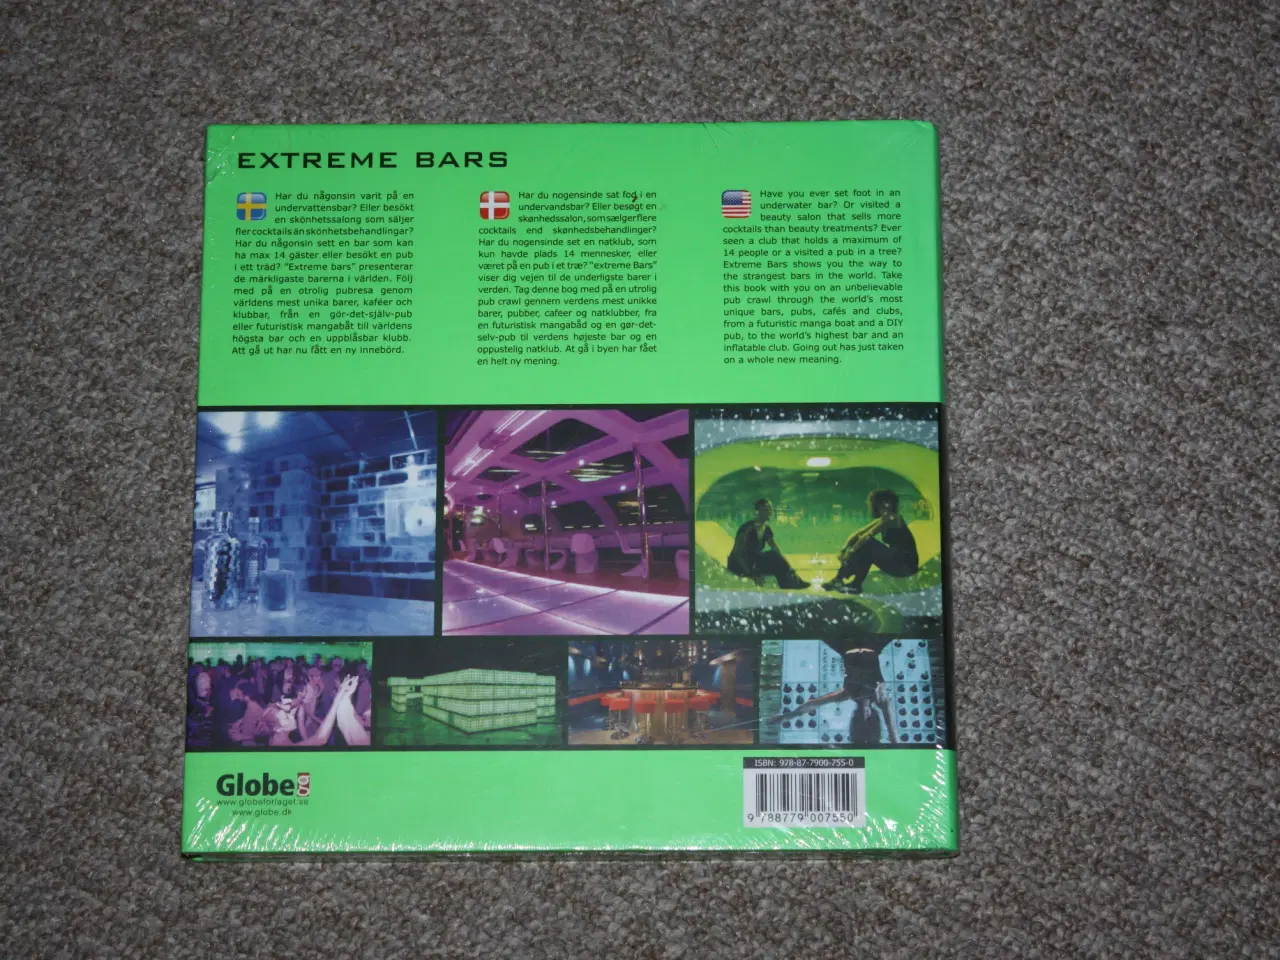 EXTREME BARS
Har du någonsin varit på en
undervattensbar? Eller besökt
en skönhetssalong som säljer
fler cocktails än skönhetsbehandlingar?
Har du någonsin sett en bar som kan
ha max 14 gäster eller besökt en pub
i ett träd? "Extreme bars" presenterar
de märkligaste barerna i världen. Följ
med på en otrolig pubresa genom
världens mest unika barer, kaféer och
klubbar, från en gör-det-själv-pub
eller futuristisk mangabåt till världens
högsta bar och en uppblåsbar klubb.
Att gå ut har nu fått en ny innebörd.
Har du nogensinde sat fod i en
undervandsbar? Eller besøgt en
skønhedssalon, som sælger flere
cocktails end skønhedsbehandlinger?
Har du nogensinde set en natklub, som
kun havde plads 14 mennesker, eller
været på en pub i et træ? "extreme Bars"
viser dig vejen til de underligste barer i
verden. Tag denne bog med på en utrolig
pub crawl gennem verdens mest unikke
barer, pubber, cafeer og natklubber, fra
en futuristisk mangabåd og en gør-det-
selv-pub til verdens højeste bar og en
oppustelig natklub. At gå i byen har fået
en helt ny mening.
Have you ever set foot in an
underwater bar? Or visited a
beauty salon that sells more
cocktails than beauty treatments? Ever
seen a club that holds a maximum of
14 people or a visited a pub in a tree?
Extreme Bars shows you the way to
the strangest bars in the world. Take
this book with you on an unbelievable
pub crawl through the world's most
unique bars, pubs, cafés and clubs,
from a futuristic manga boat and a DIY
pub, to the world's highest bar and an
inflatable club. Going out has just taken
on a whole new meaning.
Globe g
www.globeforlaget.se
www.globe.dk
ISBN: 978-87-7900-755-0
9 788779 007550